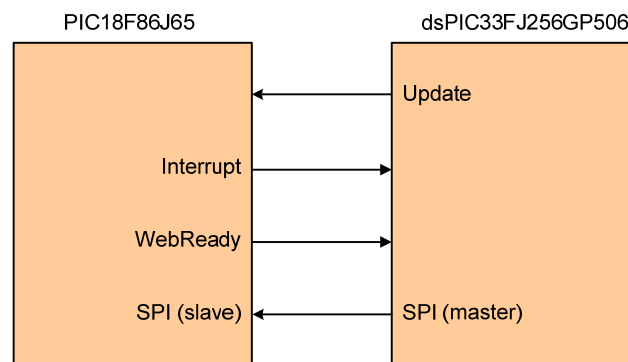 PIC18F86J65
dsPIC33FJ256GP506
Update
Interrupt
WebReady
SPI (slave)
SPI (master)